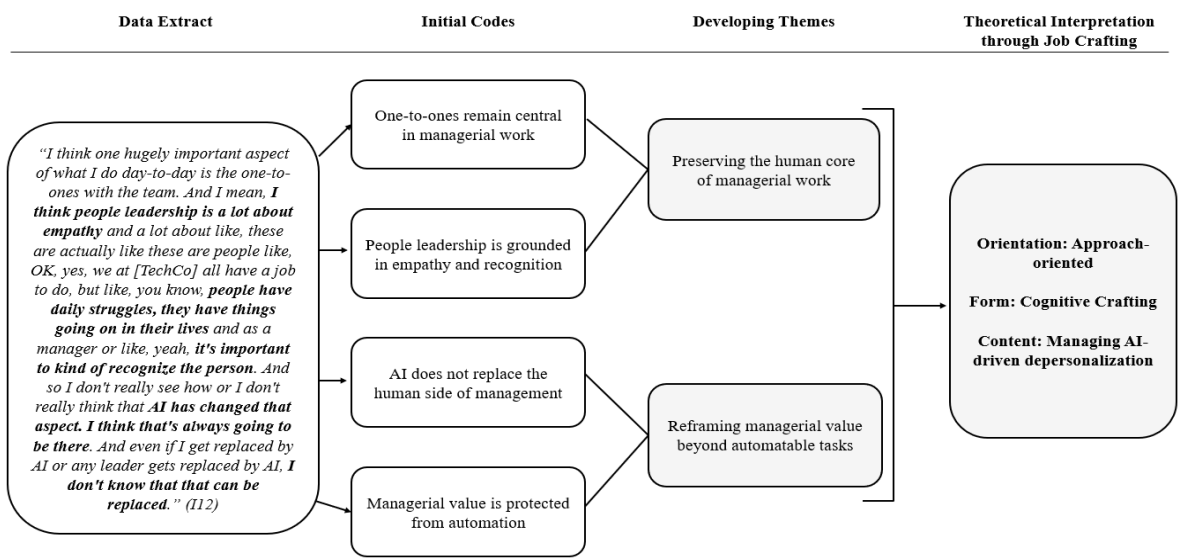 Data Extract
Initial Codes
Developing Themes
Theoretical Interpretation
through Job Crafting
“I think one hugely important aspect
of what I do day-to-day is the one-to-
ones with the team. And I mean, I
think people leadership is a lot about
empathy and a lot about like, these
are actually like these are people like,
OK, yes, we at [TechCo] all have a job
to do, but like, you know, people have
daily struggles, they have things
going on in their lives and as a
manager or like, yeah, it's important
to kind of recognize the person. And
so I don't really see how or I don't
really think that AI has changed that
aspect. I think that's always going to
be there. And even if I get replaced by
AI or any leader gets replaced by AI, I
don't know that that can be
replaced.” (I12)
One-to-ones remain central
in managerial work
People leadership is grounded
in empathy and recognition
AI does not replace the
human side of management
Managerial value is protected
from automation
Preserving the human core
of managerial work
Reframing managerial value
beyond automatable tasks
Orientation: Approach-
oriented
Form: Cognitive Crafting
Content: Managing AI-
driven depersonalization